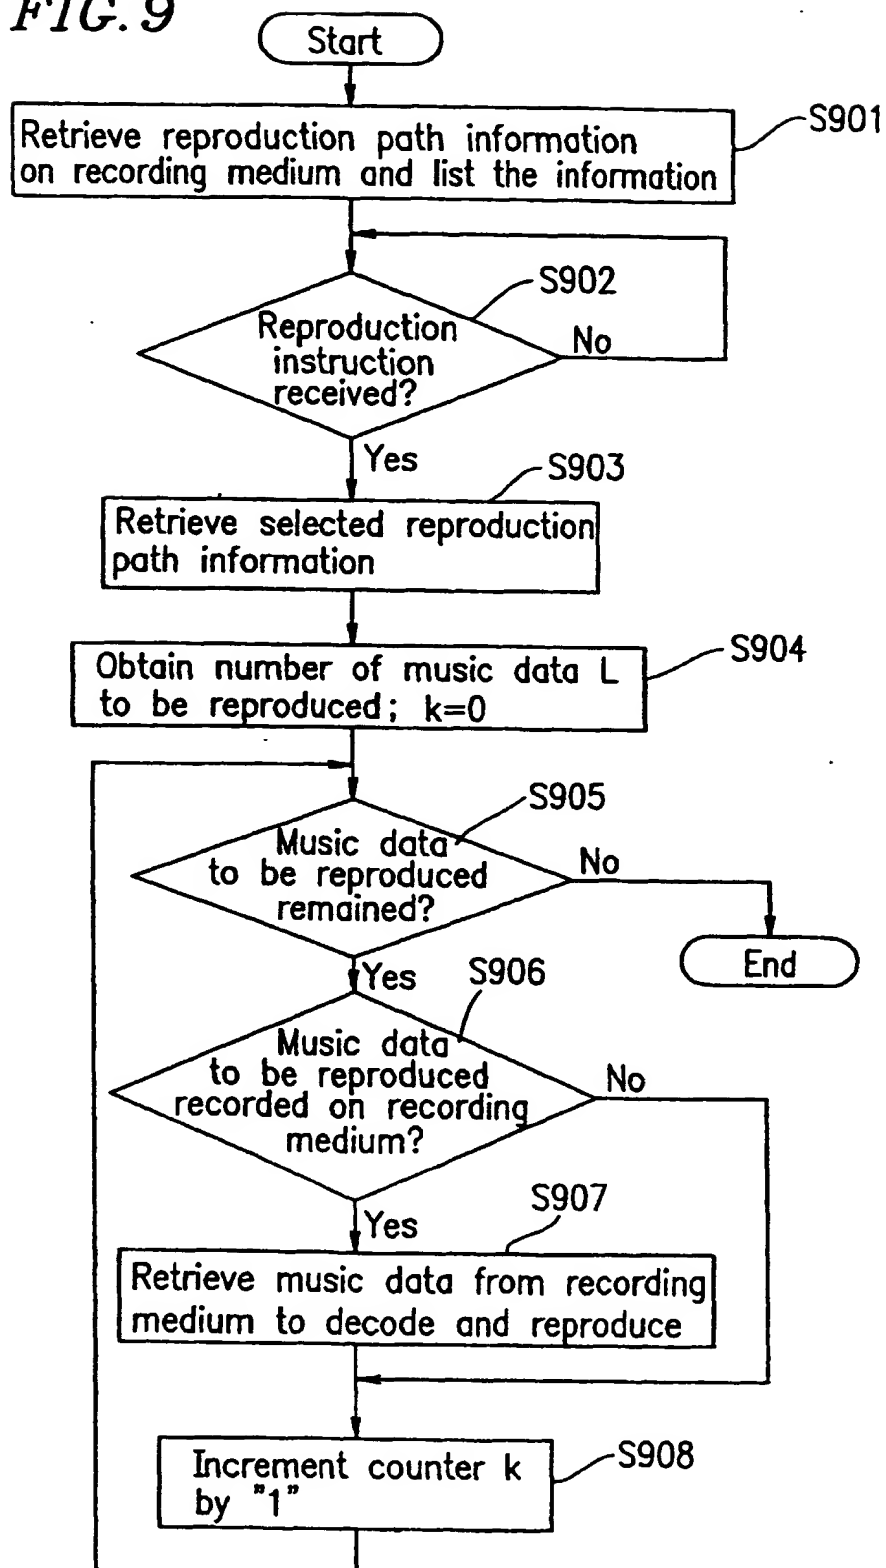 FIG. 9
Start
S901
Retrieve reproduction path information
on recording medium and list the information
S902
Reproduction
instruction
received?
No
Yes
S903
Retrieve selected reproduction
path information
S904
Obtain number of music data L
to be reproduced; k=0
S905
Music data
to be reproduced
remained?
No
End
Yes
S906
Music data
to be reproduced
recorded on recording
medium?
No
Yes
S907
Retrieve music data from recording
medium to decode and reproduce
S908
Increment counter k
by "1"